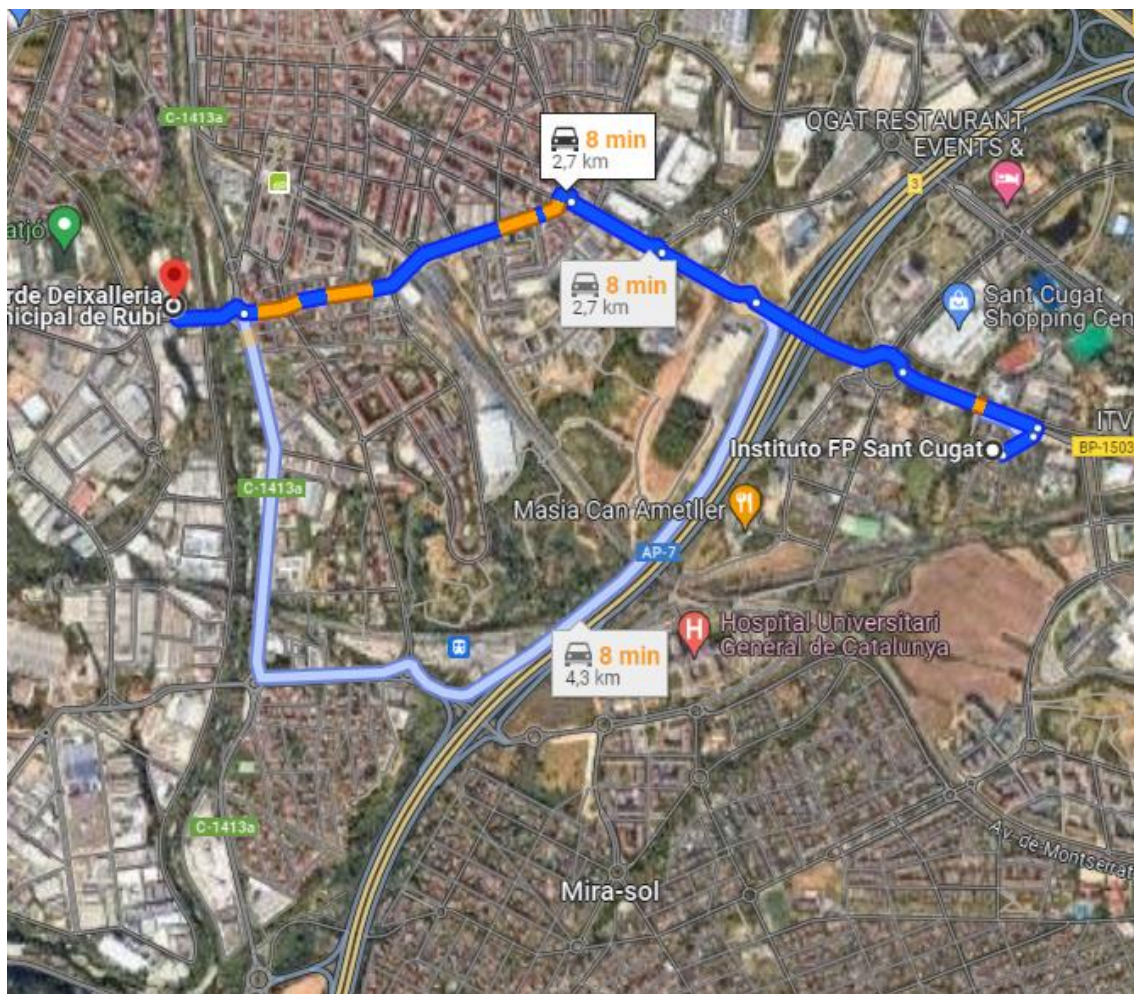 C-1413a
QGAT RESTAURANT,
EVENTS &
8 min
2,7 km
3
atjó
8 min
2,7 km
rde Deixalleria
nicipal de Rubí
Sant Cugat
Shopping Cen
ITV
BP-1503
Instituto FP Sant Cugat
C-1413a
Masia Can Ametller
AP-7
H
Hospital Universitari
General de Catalunya
8 min
4,3 km
C-1413a
Av. de Montserrat
Mira-sol